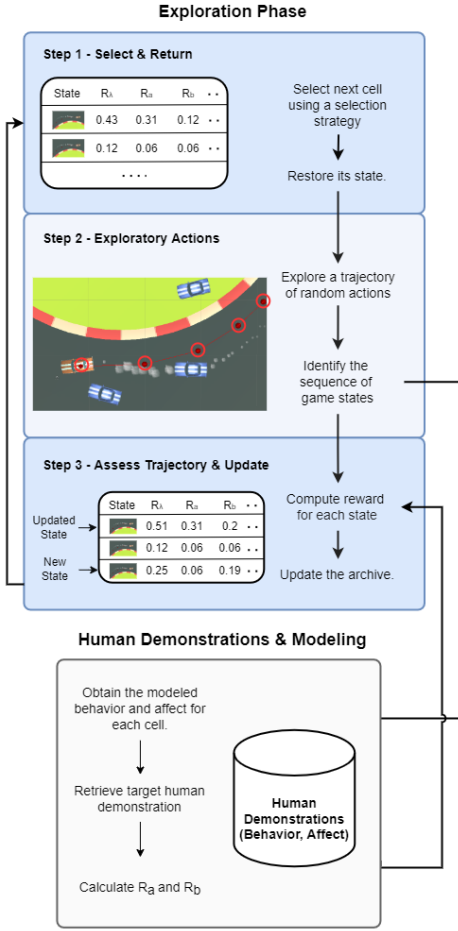 Exploration Phase
Step 1 - Select & Return
State Rλ Ra Rb ..
0.43 0.31 0.12 ..
0.12 0.06 0.06 ..
....
Select next cell
using a selection
strategy
Restore its state.
Step 2 - Exploratory Actions
Explore a trajectory
of random actions
Identify the
sequence of
game states
Step 3 - Assess Trajectory & Update
State Rλ Ra Rb ..
Updated
State
0.51 0.31 0.2 ..
0.12 0.06 0.06 ..
New
State
0.25 0.06 0.19 ..
Compute reward
for each state
Update the archive.
Human Demonstrations & Modeling
Obtain the modeled
behavior and affect for
each cell.
Retrieve target human
demonstration
Calculate Ra and Rb
Human
Demonstrations
(Behavior, Affect)